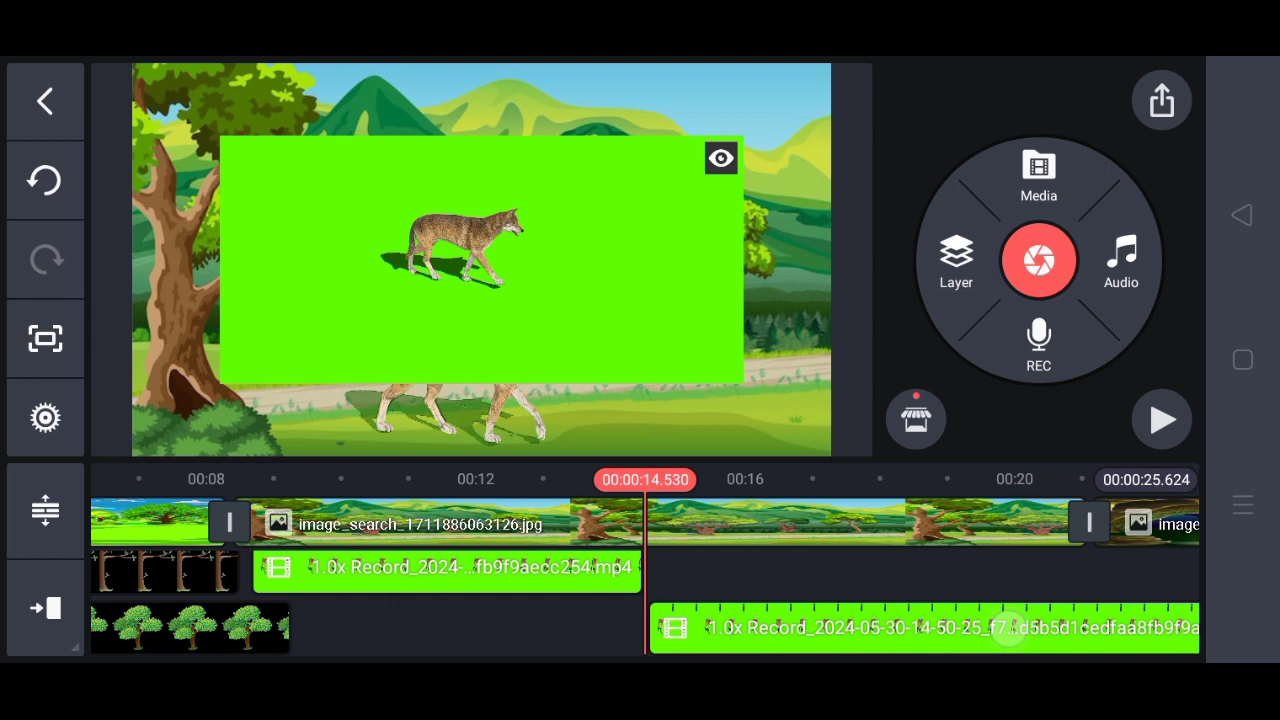 Media
Layer
Audio
REC
00:08
00:12
00:00:14.530
00:16
00:20
00:00:25.624
image_search_1711886063126.jpg
image
1.0x Record_2024-...fb9f9aecc254.mp4
1.0x Record_2024-05-30-14-50-25_f7...d5b5d1cedfaa8fb9f9a